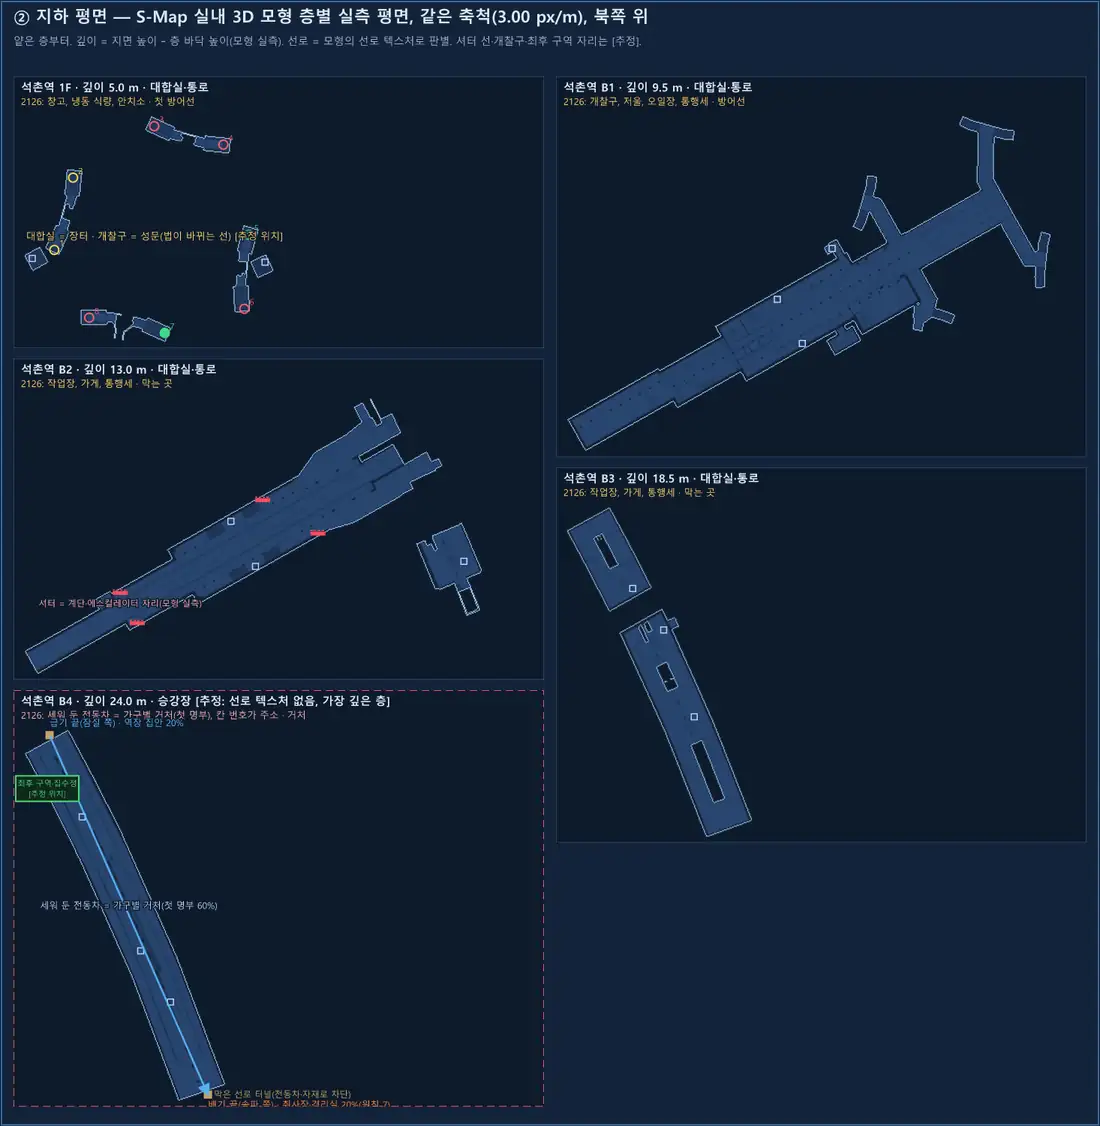 ② 지하 평면 — S-Map 실내 3D 모형 층별 실측 평면, 같은 축척(3.00 px/m), 북쪽 위
얕은 층부터. 깊이 = 지면 높이 − 층 바닥 높이(모형 실측). 선로 = 모형의 선로 텍스처로 판별. 셔터 선·개찰구·최후 구역 자리는 [추정].
석촌역 1F · 깊이 5.0 m · 대합실·통로
2126: 창고, 냉동 식량, 안치소 · 첫 방어선
대합실 = 장터 · 개찰구 = 성문(법이 바뀌는 선) [추정 위치]
석촌역 B1 · 깊이 9.5 m · 대합실·통로
2126: 개찰구, 저울, 오일장, 통행세 · 방어선
석촌역 B2 · 깊이 13.0 m · 대합실·통로
2126: 작업장, 가게, 통행세 · 막는 곳
셔터 = 계단·에스컬레이터 자리(모형 실측)
석촌역 B3 · 깊이 18.5 m · 대합실·통로
2126: 작업장, 가게, 통행세 · 막는 곳
석촌역 B4 · 깊이 24.0 m · 승강장 [추정: 선로 텍스처 없음, 가장 깊은 층]
2126: 세워 둔 전동차 = 가구별 거처(첫 명부), 칸 번호가 주소 · 거처
급기 끝(잠실 쪽) · 역장 집안 20%
최후 구역·집수정
[추정 위치]
세워 둔 전동차 = 가구별 거처(첫 명부 60%)
막은 선로 터널(전동차·자재로 차단)
배기 끝(송파 쪽) · 취사장·격리실 20%(원칙 7)